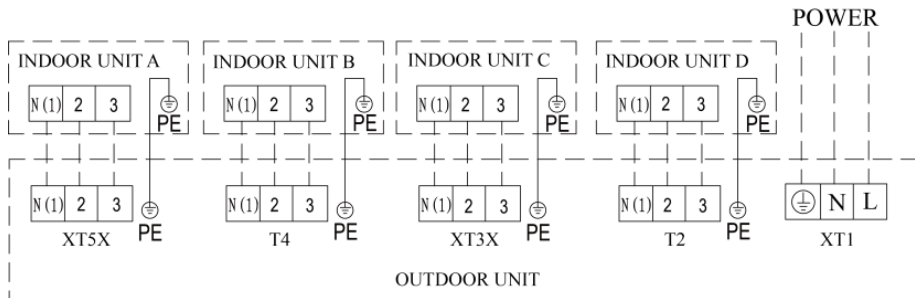 POWER
INDOOR UNIT A INDOOR UNIT B INDOOR UNIT C INDOOR UNIT D
N (1) 2 3 N (1) 2 3 N (1) 2 3 N (1) 2 3
PE PE PE PE
N (1) 2 3 N (1) 2 3 N (1) 2 3 N (1) 2 3 N L
PE PE PE PE
XT5X T4 XT3X T2 XT1
OUTDOOR UNIT